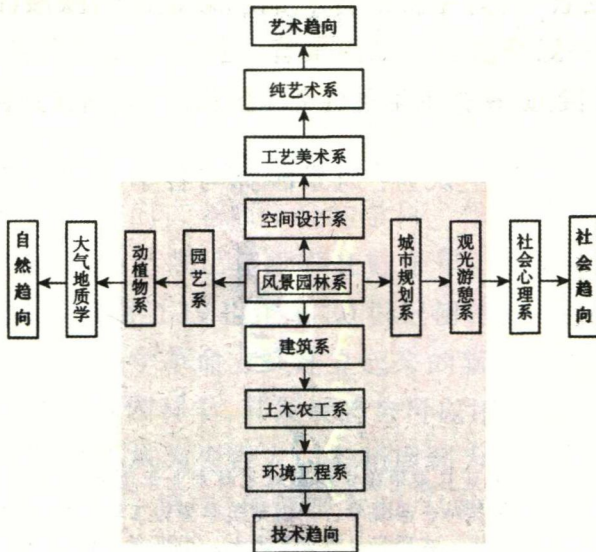 艺术趋向
纯艺术系
工艺美术系
空间设计系
自然趋向
大气地质学
动植物系
园艺系
风景园林系
城市规划系
观光游憩系
社会心理系
社会趋向
建筑系
土木农工系
环境工程系
技术趋向